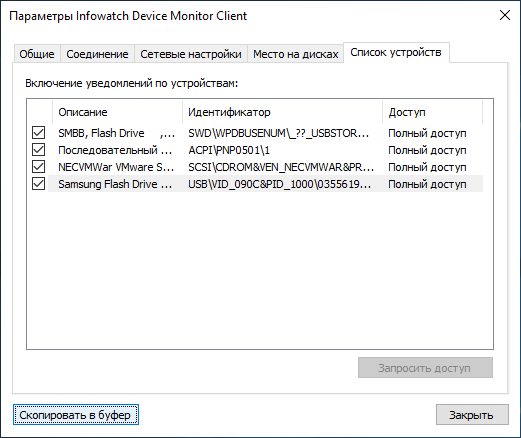 Параметры Infowatch Device Monitor Client
Общие Соединение Сетевые настройки Место на дисках Список устройств
Включение уведомлений по устройствам:
Описание Идентификатор Доступ
SMBB, Flash Drive ,... SWD\WPDBUSENUM\_??_USBSTOR... Полный доступ
Последовательный ... ACPI\PNP0501\1 Полный доступ
NECVMWar VMware S... SCSI\CDROM&VEN_NECVMWAR&PR... Полный доступ
Samsung Flash Drive ... USB\VID_090C&PID_1000\0355619... Полный доступ
Запросить доступ
Скопировать в буфер Закрыть